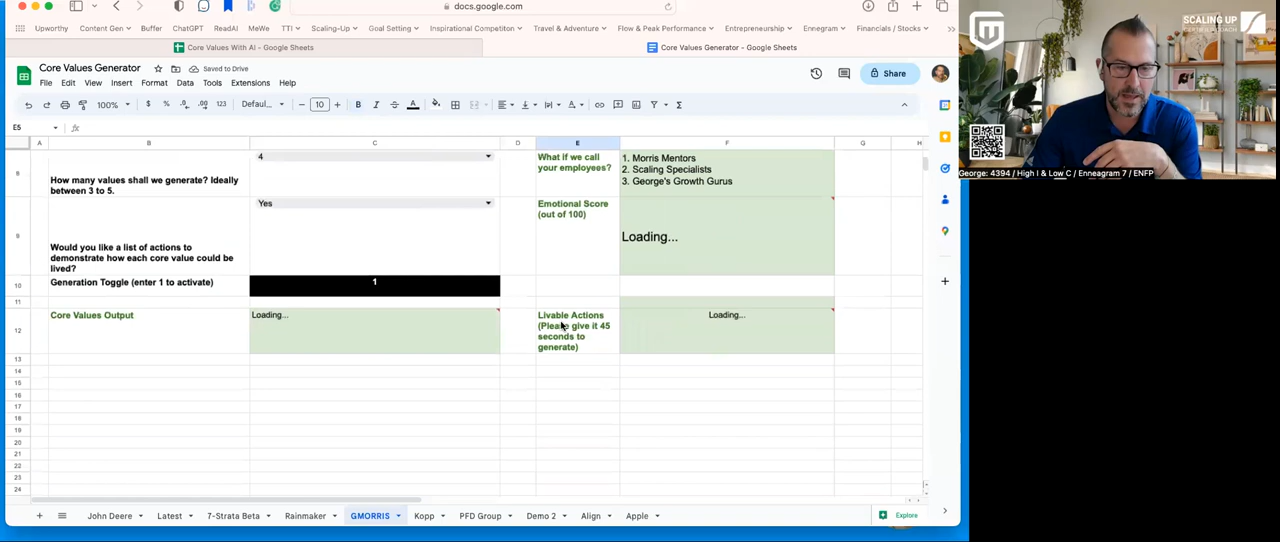 docs.google.com
Upworthy Content Gen Buffer ChatGPT ReadAI MeWe TTI Scaling-Up Goal Setting Inspirational Competiton Travel & Adventure Flow & Peak Performance Entrepreneurship Enneagram Financials / Stocks
Core Values With AI - Google Sheets
Core Values Generator - Google Sheets
Core Values Generator
Saved to Drive
File Edit View Insert Format Data Tools Extensions Help
Share
100% $ % .0 .00 123 Defaul... 10 B I A
E5 fx
A B C D E F G H
8
How many values shall we generate? Ideally
between 3 to 5.
4
What if we call
your employees?
1. Morris Mentors
2. Scaling Specialists
3. George's Growth Gurus
9
Would you like a list of actions to
demonstrate how each core value could be
lived?
Yes
Emotional Score
(out of 100)
Loading...
10
Generation Toggle (enter 1 to activate)
1
11
12
Core Values Output
Loading...
Livable Actions
(Please give it 45
seconds to
generate)
Loading...
13
14
15
16
17
18
19
20
21
22
23
24
John Deere Latest 7-Strata Beta Rainmaker GMORRIS Kopp PFD Group Demo 2 Align Apple
Explore
SCALING UP
CERTIFIED COACH
George: 4394 / High I & Low C / Enneagram 7 / ENFP